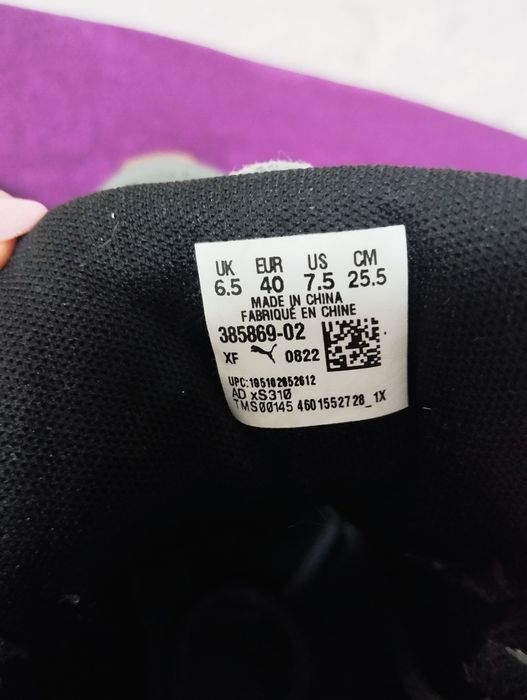 UK EUR US CM
6.5 40 7.5 25.5
MADE IN CHINA
FABRIQUÉ EN CHINE
385869-02
XF 0822
UPC:195102652612
AD xS310
TMS00145 4601552728_1X